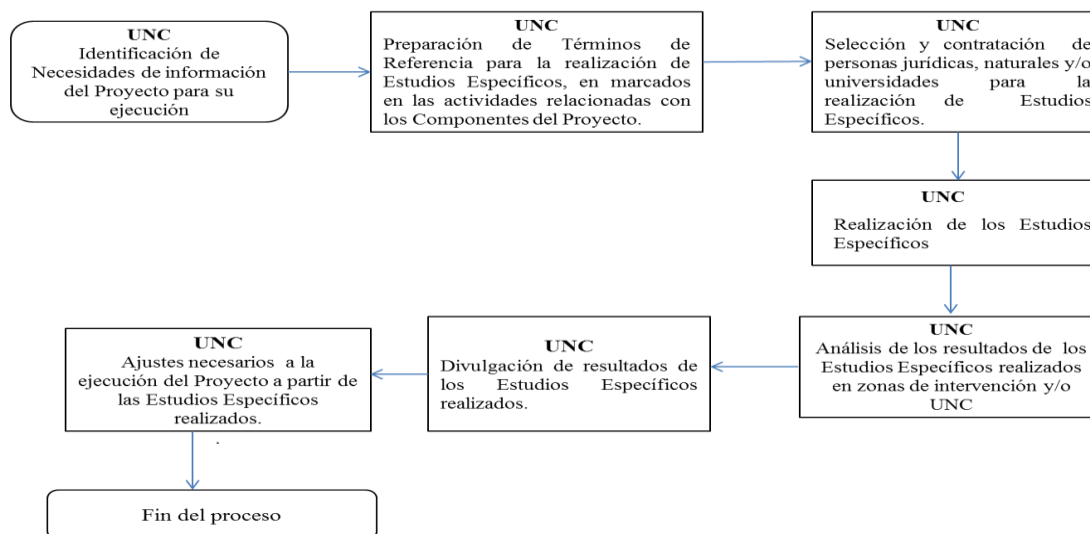 UNC
Identificación de
Necesidades de información
del Proyecto para su
ejecución
UNC
Preparación de Términos de
Referencia para la realización de
Estudios Específicos, en marcados
en las actividades relacionadas con
los Componentes del Proyecto.
UNC
Selección y contratación de
personas jurídicas, naturales y/o
universidades para la
realización de Estudios
Específicos.
UNC
Realización de los Estudios
Específicos
UNC
Análisis de los resultados de los
Estudios Específicos realizados
en zonas de intervención y/o
UNC
UNC
Divulgación de resultados de
los Estudios Específicos
realizados.
UNC
Ajustes necesarios a la
ejecución del Proyecto a partir de
las Estudios Específicos
realizados.
.
Fin del proceso